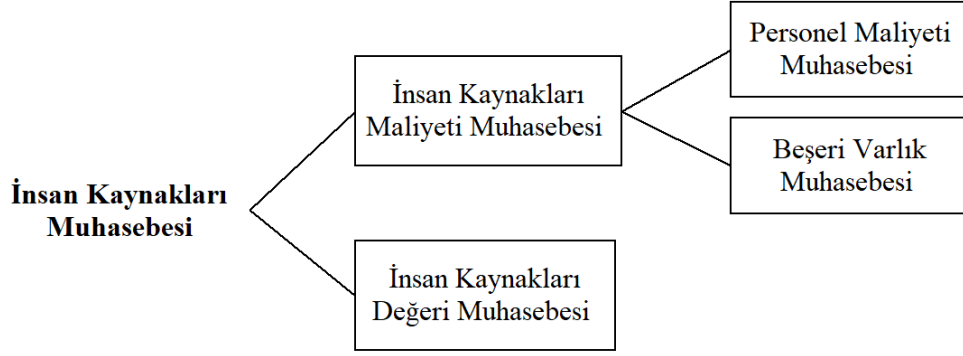 İnsan Kaynakları
Muhasebesi
İnsan Kaynakları
Maliyeti Muhasebesi
Personel Maliyeti
Muhasebesi
Beşeri Varlık
Muhasebesi
İnsan Kaynakları
Değeri Muhasebesi